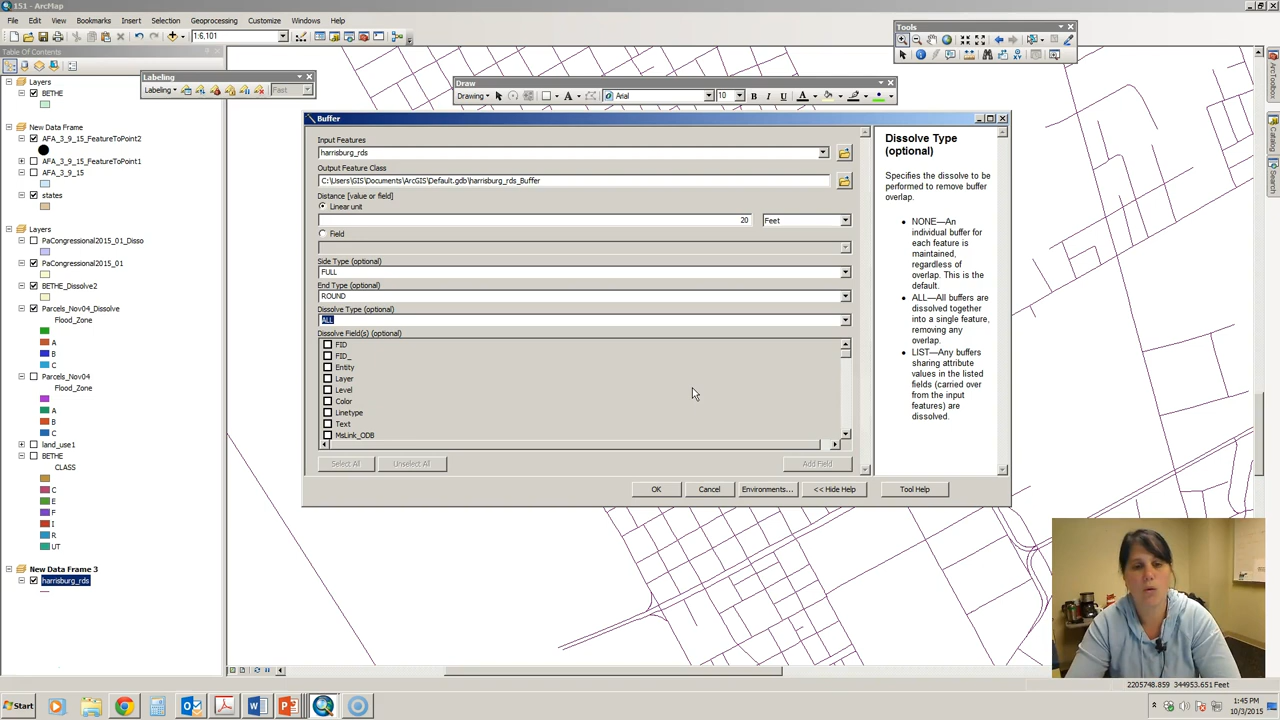 151 - ArcMap
File Edit View Bookmarks Insert Selection Geoprocessing Customize Windows Help
1:6,101
Tools
Table Of Contents
Labeling
Labeling
Fast
Draw
Drawing
Arial
10
B I U A
Layers
BETHE
New Data Frame
AFA_3_9_15_FeatureToPoint2
AFA_3_9_15_FeatureToPoint1
AFA_3_9_15
states
Layers
PaCongressional2015_01_Disso
PaCongressional2015_01
BETHE_Dissolve2
Parcels_Nov04_Dissolve
Flood_Zone
A
B
C
Parcels_Nov04
Flood_Zone
A
B
C
land_use1
BETHE
CLASS
C
E
F
I
R
UT
New Data Frame 3
harrisburg_rds
Buffer
Input Features
harrisburg_rds
Output Feature Class
C:\Users\GIS\Documents\ArcGIS\Default.gdb\harrisburg_rds_Buffer
Distance [value or field]
Linear unit
20 Feet
Field
Side Type (optional)
FULL
End Type (optional)
ROUND
Dissolve Type (optional)
ALL
Dissolve Field(s) (optional)
FID
FID_
Entity
Layer
Level
Color
Linetype
Text
MsLink_ODB
Select All Unselect All Add Field
OK Cancel Environments... << Hide Help Tool Help
Dissolve Type
(optional)
Specifies the dissolve to be
performed to remove buffer
overlap.
• NONE—An
individual buffer for
each feature is
maintained,
regardless of
overlap. This is the
default.
• ALL—All buffers are
dissolved together
into a single feature,
removing any
overlap.
• LIST—Any buffers
sharing attribute
values in the listed
fields (carried over
from the input
features) are
dissolved.
ArcToolbox
Catalog
Search
2205748.859 344953.651 Feet
Start
1:45 PM
10/3/2015